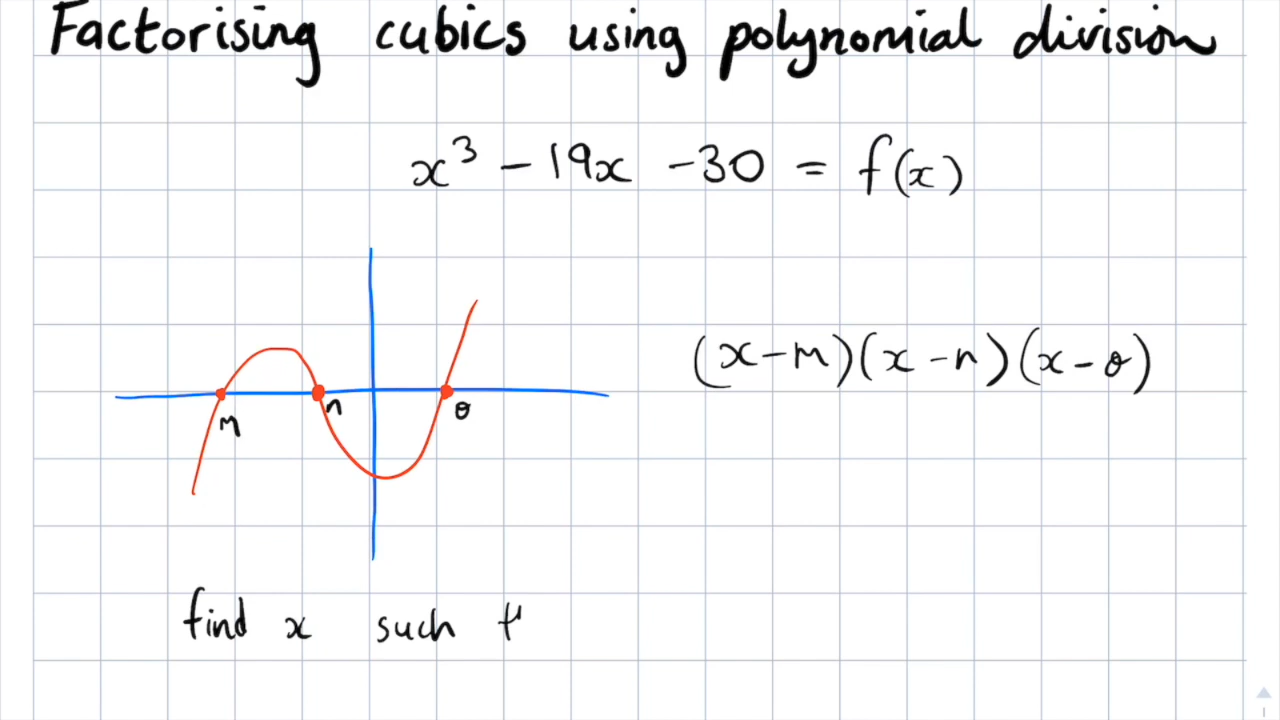 Factorising cubics using polynomial division
x³ - 19x - 30 = f(x)
(x-m)(x-n)(x-θ)
m n θ
find x such t